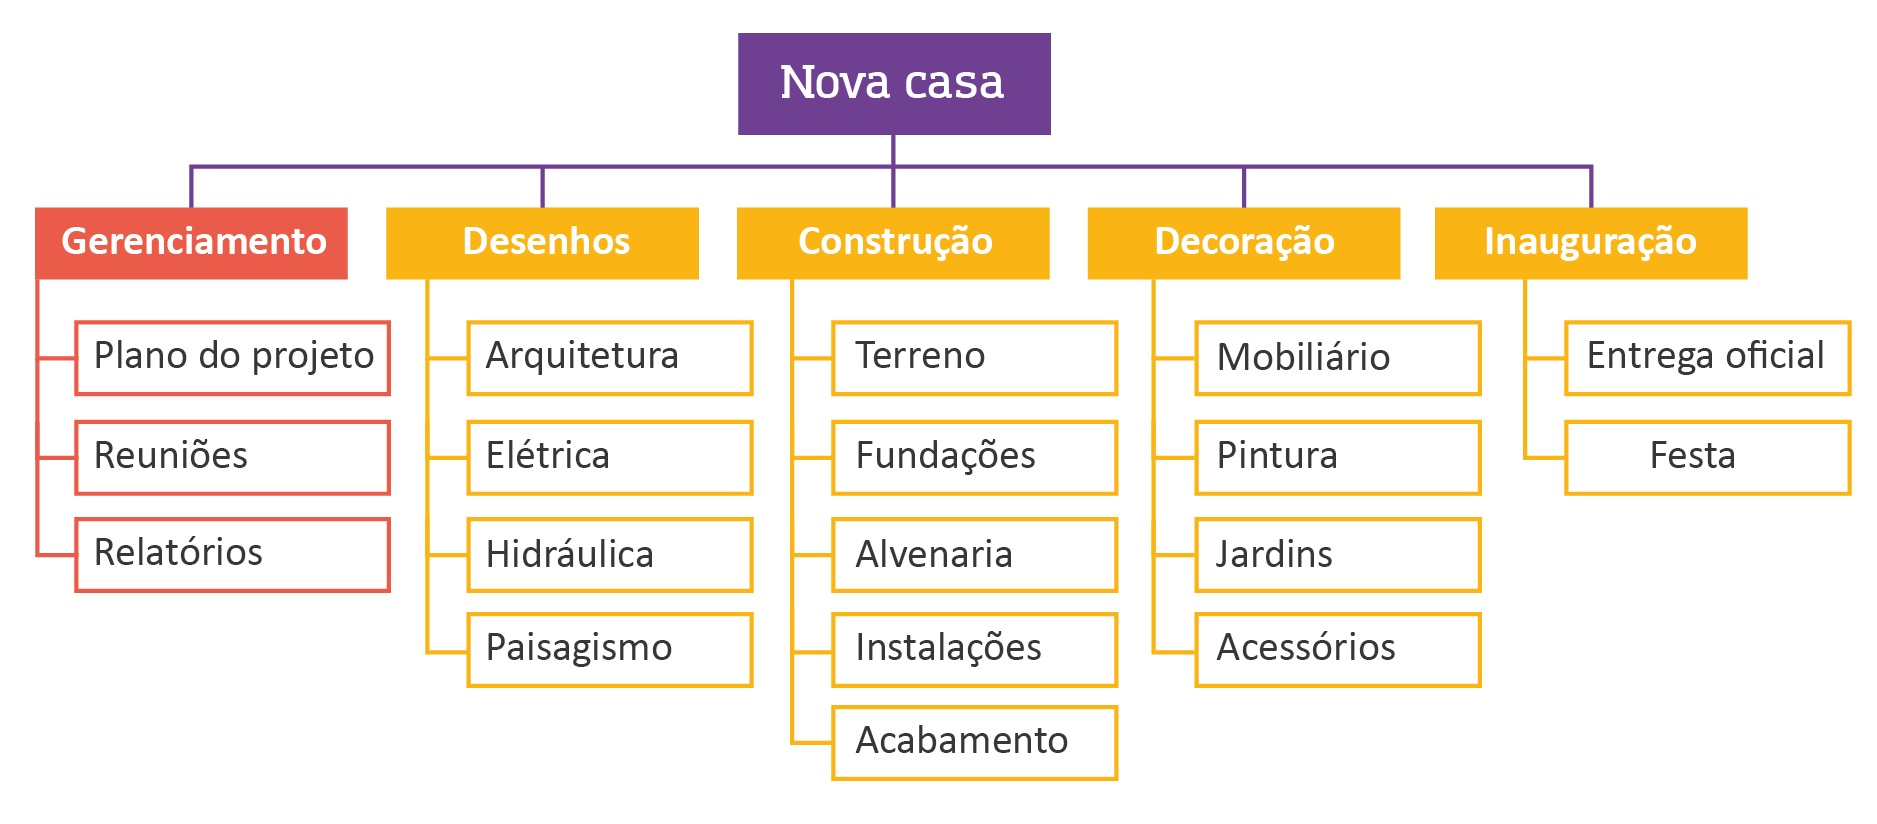 Nova casa
Gerenciamento
Plano do projeto
Reuniões
Relatórios
Desenhos
Arquitetura
Elétrica
Hidráulica
Paisagismo
Construção
Terreno
Fundações
Alvenaria
Instalações
Acabamento
Decoração
Mobiliário
Pintura
Jardins
Acessórios
Inauguração
Entrega oficial
Festa